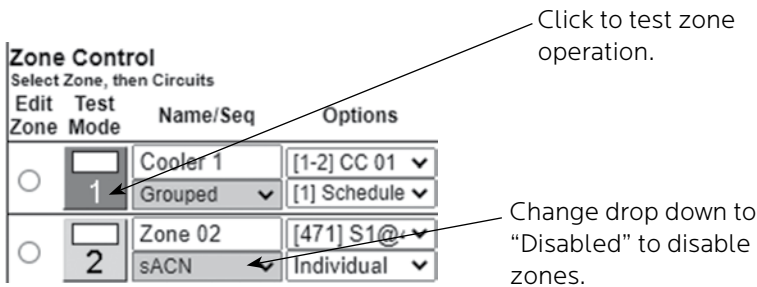 Click to test zone
operation.
Zone Control
Select Zone, then Circuits
Edit Zone
Test Mode
Name/Seq
Options
1
Cooler 1
[1-2] CC 01
Grouped
[1] Schedule
2
Zone 02
[471] S1@
sACN
Individual
Change drop down to
“Disabled” to disable
zones.